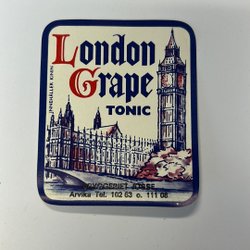 London
Grape
TONIC
Arvika Tel. 102 63 o. 111 08